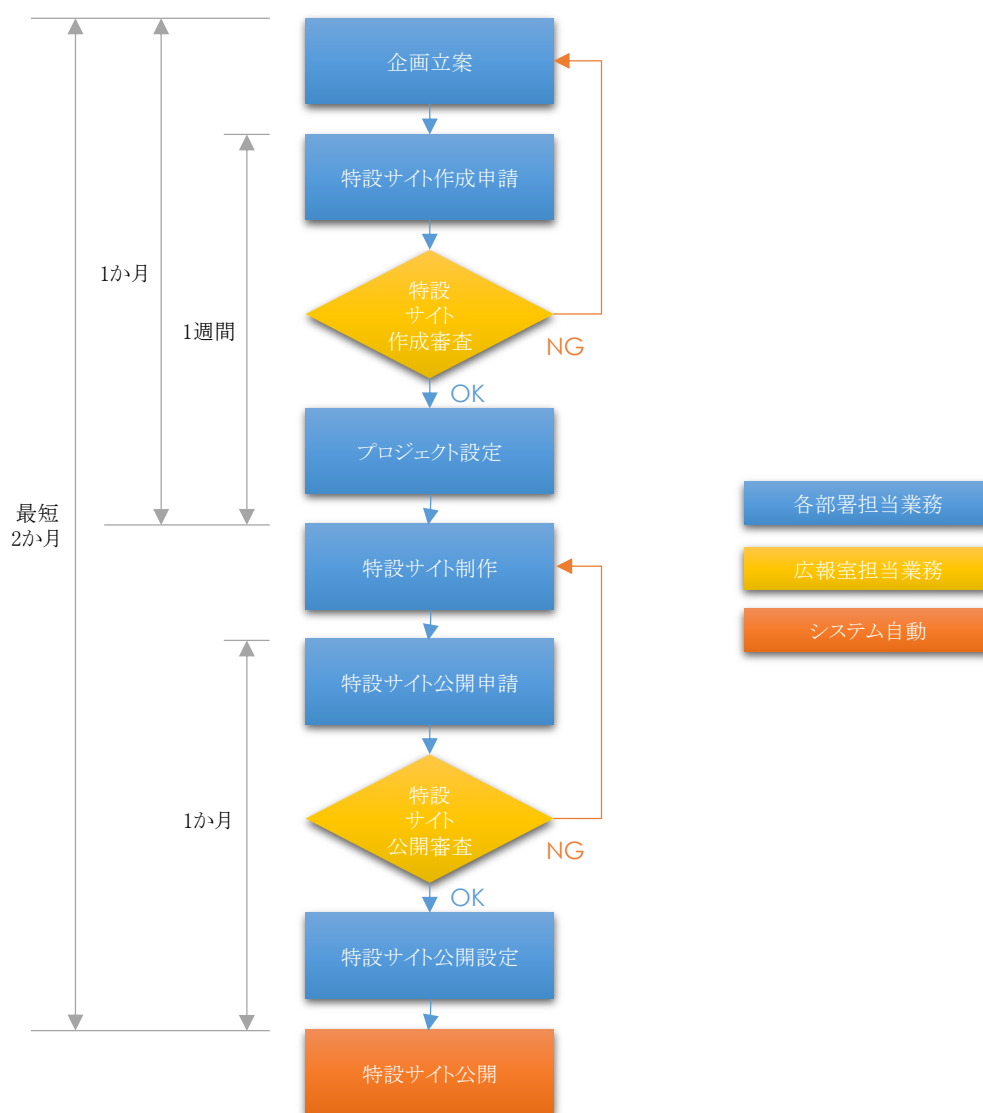 企画立案
特設サイト作成申請
1か月
特設
サイト
作成審査
1週間
NG
OK
プロジェクト設定
最短
2か月
特設サイト制作
特設サイト公開申請
特設
サイト
公開審査
1か月
NG
OK
特設サイト公開設定
特設サイト公開
各部署担当業務
広報室担当業務
システム自動